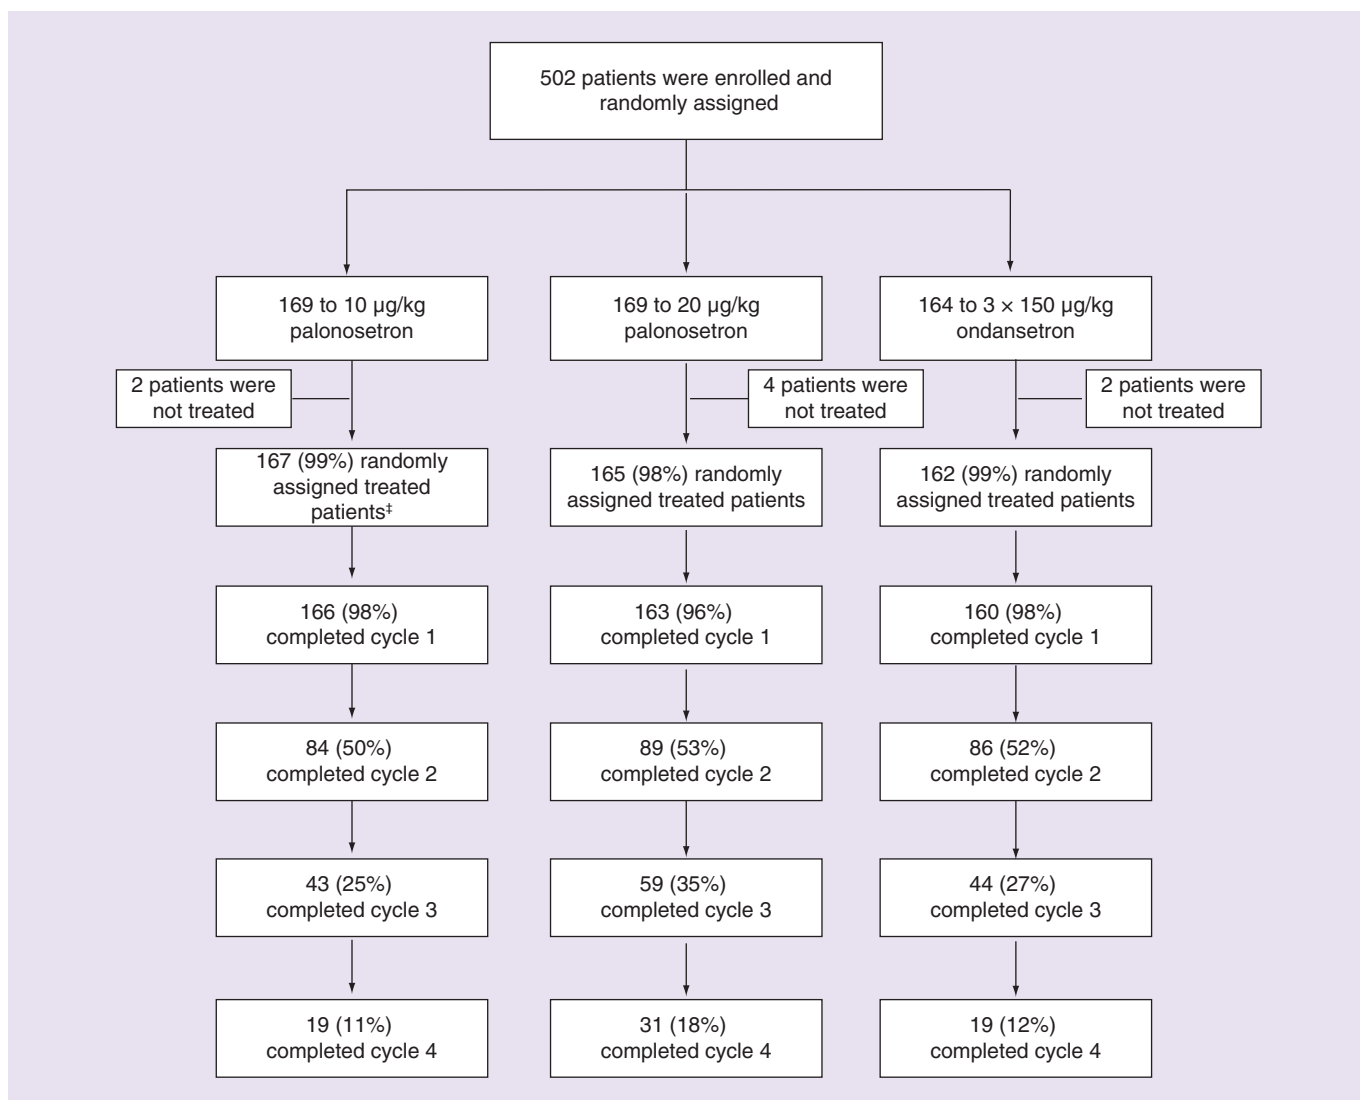 502 patients were enrolled and
randomly assigned
169 to 10 µg/kg
palonosetron
169 to 20 µg/kg
palonosetron
164 to 3 × 150 µg/kg
ondansetron
2 patients were
not treated
4 patients were
not treated
2 patients were
not treated
167 (99%) randomly
assigned treated
patients‡
165 (98%) randomly
assigned treated patients
162 (99%) randomly
assigned treated patients
166 (98%)
completed cycle 1
163 (96%)
completed cycle 1
160 (98%)
completed cycle 1
84 (50%)
completed cycle 2
89 (53%)
completed cycle 2
86 (52%)
completed cycle 2
43 (25%)
completed cycle 3
59 (35%)
completed cycle 3
44 (27%)
completed cycle 3
19 (11%)
completed cycle 4
31 (18%)
completed cycle 4
19 (12%)
completed cycle 4